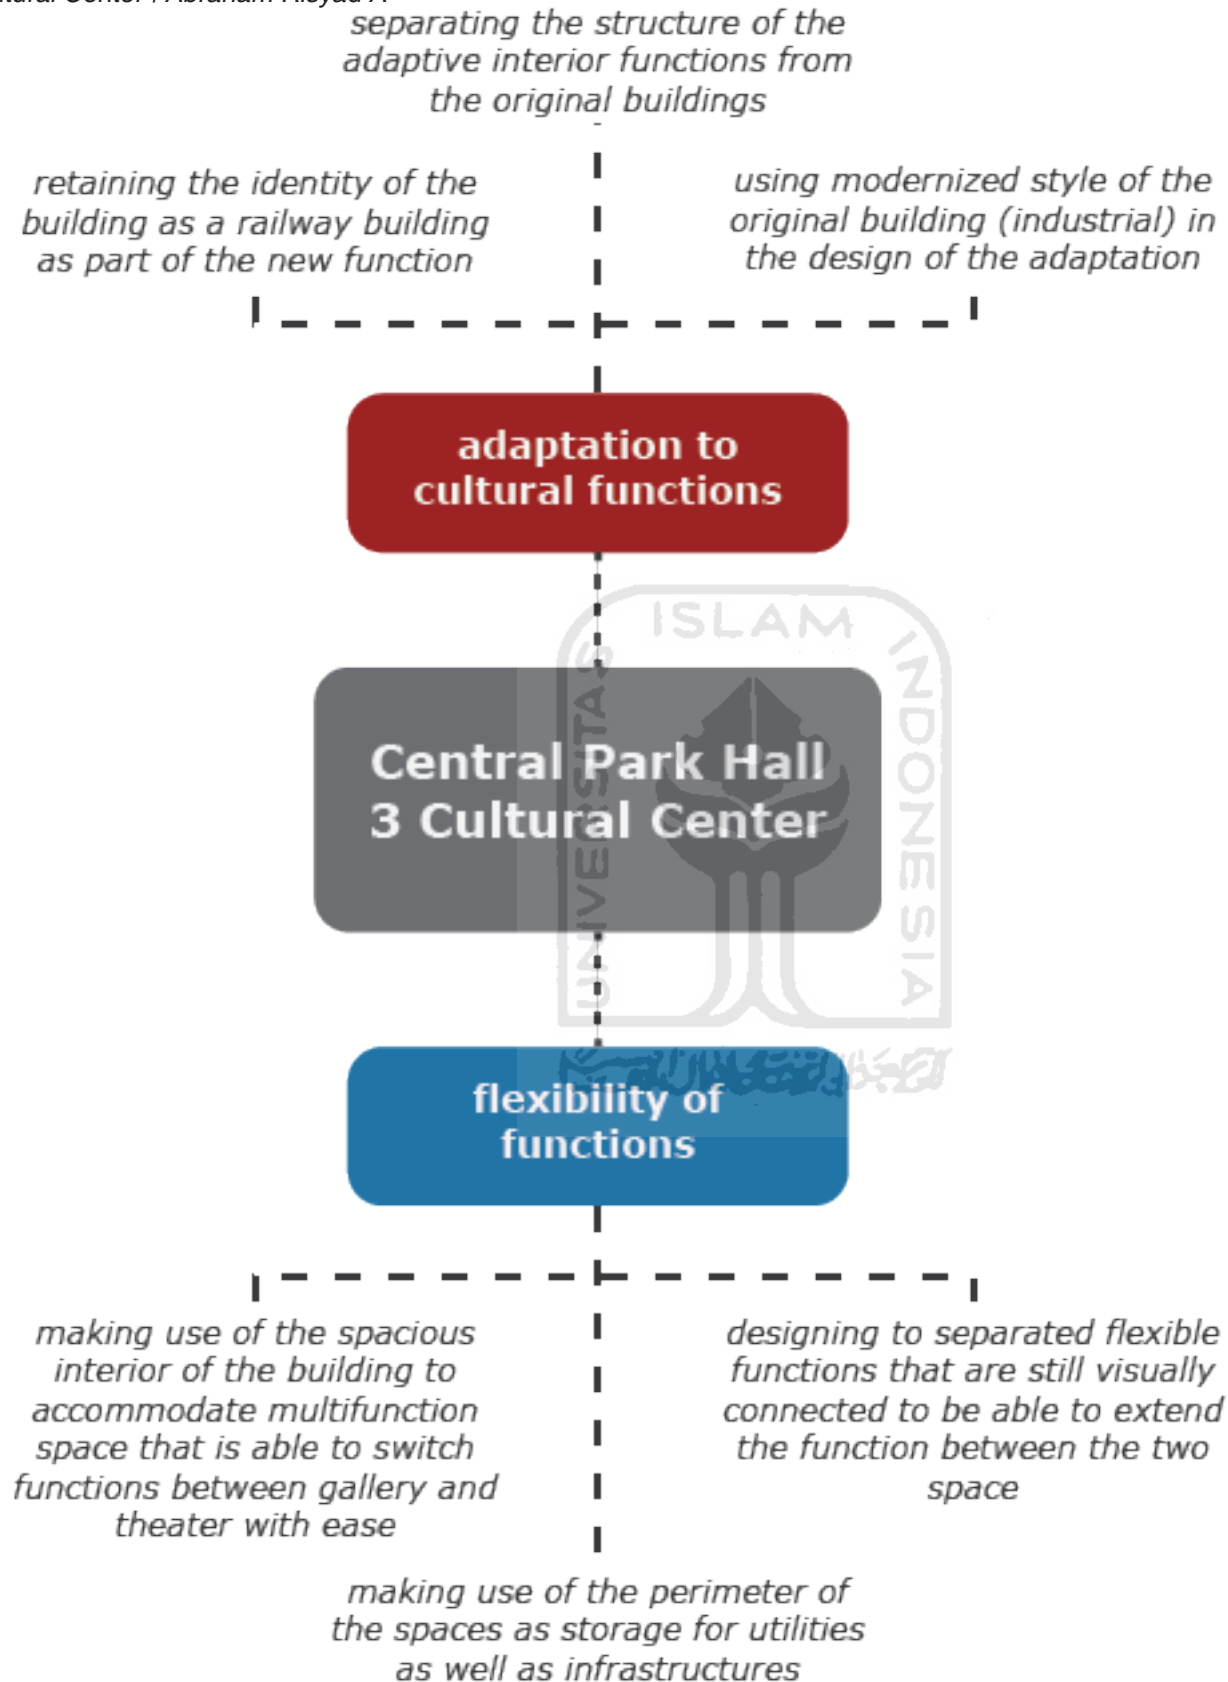 separating the structure of the
adaptive interior functions from
the original buildings
retaining the identity of the
building as a railway building
as part of the new function
using modernized style of the
original building (industrial) in
the design of the adaptation
adaptation to
cultural functions
ISLAM
UNIVERSITAS
INDONESIA
Central Park Hall
3 Cultural Center
flexibility of
functions
making use of the spacious
interior of the building to
accommodate multifunction
space that is able to switch
functions between gallery and
theater with ease
designing to separated flexible
functions that are still visually
connected to be able to extend
the function between the two
space
making use of the perimeter of
the spaces as storage for utilities
as well as infrastructures